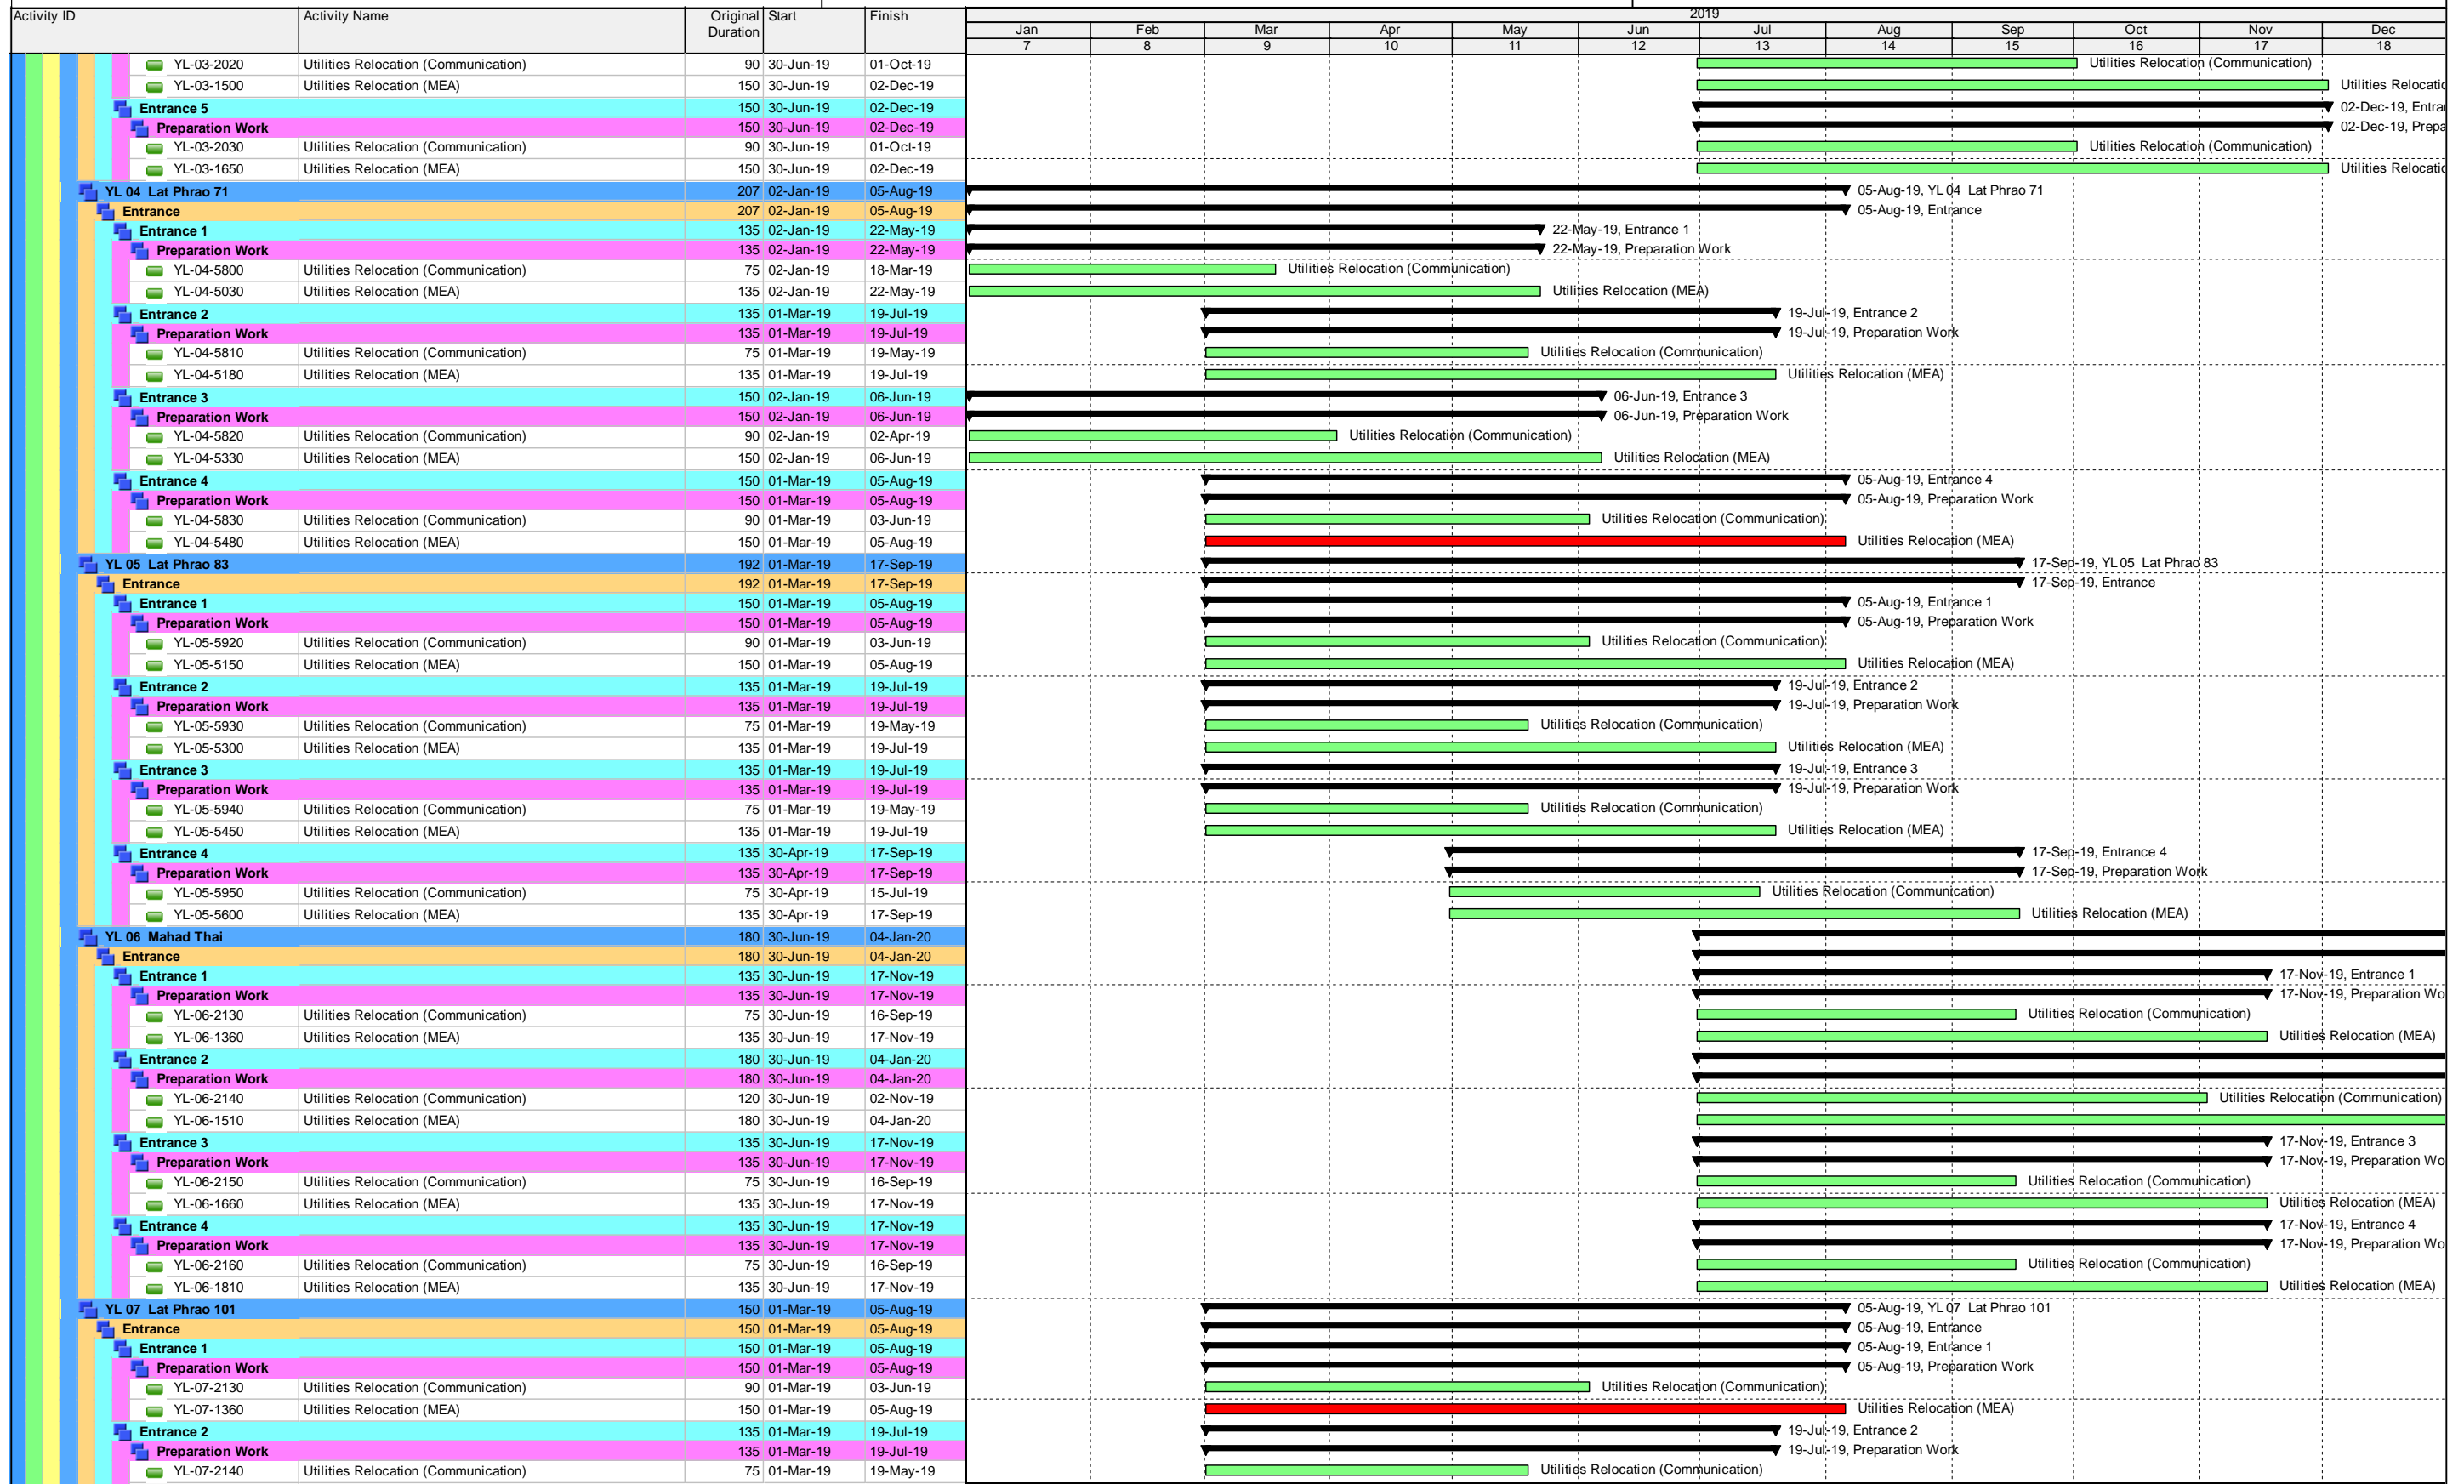 Activity ID Activity Name Original Duration Start Finish 2019
Jan Feb Mar Apr May Jun Jul Aug Sep Oct Nov Dec
7 8 9 10 11 12 13 14 15 16 17 18
YL-03-2020 Utilities Relocation (Communication) 90 30-Jun-19 01-Oct-19 Utilities Relocation (Communication)
YL-03-1500 Utilities Relocation (MEA) 150 30-Jun-19 02-Dec-19 Utilities Relocatio
Entrance 5 150 30-Jun-19 02-Dec-19 02-Dec-19, Entra
Preparation Work 150 30-Jun-19 02-Dec-19 02-Dec-19, Prepa
YL-03-2030 Utilities Relocation (Communication) 90 30-Jun-19 01-Oct-19 Utilities Relocation (Communication)
YL-03-1650 Utilities Relocation (MEA) 150 30-Jun-19 02-Dec-19 Utilities Relocatio
YL 04 Lat Phrao 71 207 02-Jan-19 05-Aug-19 05-Aug-19, YL 04 Lat Phrao 71
Entrance 207 02-Jan-19 05-Aug-19 05-Aug-19, Entrance
Entrance 1 135 02-Jan-19 22-May-19 22-May-19, Entrance 1
Preparation Work 135 02-Jan-19 22-May-19 22-May-19, Preparation Work
YL-04-5800 Utilities Relocation (Communication) 75 02-Jan-19 18-Mar-19 Utilities Relocation (Communication)
YL-04-5030 Utilities Relocation (MEA) 135 02-Jan-19 22-May-19 Utilities Relocation (MEA)
Entrance 2 135 01-Mar-19 19-Jul-19 19-Jul-19, Entrance 2
Preparation Work 135 01-Mar-19 19-Jul-19 19-Jul-19, Preparation Work
YL-04-5810 Utilities Relocation (Communication) 75 01-Mar-19 19-May-19 Utilities Relocation (Communication)
YL-04-5180 Utilities Relocation (MEA) 135 01-Mar-19 19-Jul-19 Utilities Relocation (MEA)
Entrance 3 150 02-Jan-19 06-Jun-19 06-Jun-19, Entrance 3
Preparation Work 150 02-Jan-19 06-Jun-19 06-Jun-19, Preparation Work
YL-04-5820 Utilities Relocation (Communication) 90 02-Jan-19 02-Apr-19 Utilities Relocation (Communication)
YL-04-5330 Utilities Relocation (MEA) 150 02-Jan-19 06-Jun-19 Utilities Relocation (MEA)
Entrance 4 150 01-Mar-19 05-Aug-19 05-Aug-19, Entrance 4
Preparation Work 150 01-Mar-19 05-Aug-19 05-Aug-19, Preparation Work
YL-04-5830 Utilities Relocation (Communication) 90 01-Mar-19 03-Jun-19 Utilities Relocation (Communication)
YL-04-5480 Utilities Relocation (MEA) 150 01-Mar-19 05-Aug-19 Utilities Relocation (MEA)
YL 05 Lat Phrao 83 192 01-Mar-19 17-Sep-19 17-Sep-19, YL 05 Lat Phrao 83
Entrance 192 01-Mar-19 17-Sep-19 17-Sep-19, Entrance
Entrance 1 150 01-Mar-19 05-Aug-19 05-Aug-19, Entrance 1
Preparation Work 150 01-Mar-19 05-Aug-19 05-Aug-19, Preparation Work
YL-05-5920 Utilities Relocation (Communication) 90 01-Mar-19 03-Jun-19 Utilities Relocation (Communication)
YL-05-5150 Utilities Relocation (MEA) 150 01-Mar-19 05-Aug-19 Utilities Relocation (MEA)
Entrance 2 135 01-Mar-19 19-Jul-19 19-Jul-19, Entrance 2
Preparation Work 135 01-Mar-19 19-Jul-19 19-Jul-19, Preparation Work
YL-05-5930 Utilities Relocation (Communication) 75 01-Mar-19 19-May-19 Utilities Relocation (Communication)
YL-05-5300 Utilities Relocation (MEA) 135 01-Mar-19 19-Jul-19 Utilities Relocation (MEA)
Entrance 3 135 01-Mar-19 19-Jul-19 19-Jul-19, Entrance 3
Preparation Work 135 01-Mar-19 19-Jul-19 19-Jul-19, Preparation Work
YL-05-5940 Utilities Relocation (Communication) 75 01-Mar-19 19-May-19 Utilities Relocation (Communication)
YL-05-5450 Utilities Relocation (MEA) 135 01-Mar-19 19-Jul-19 Utilities Relocation (MEA)
Entrance 4 135 30-Apr-19 17-Sep-19 17-Sep-19, Entrance 4
Preparation Work 135 30-Apr-19 17-Sep-19 17-Sep-19, Preparation Work
YL-05-5950 Utilities Relocation (Communication) 75 30-Apr-19 15-Jul-19 Utilities Relocation (Communication)
YL-05-5600 Utilities Relocation (MEA) 135 30-Apr-19 17-Sep-19 Utilities Relocation (MEA)
YL 06 Mahad Thai 180 30-Jun-19 04-Jan-20
Entrance 180 30-Jun-19 04-Jan-20
Entrance 1 135 30-Jun-19 17-Nov-19 17-Nov-19, Entrance 1
Preparation Work 135 30-Jun-19 17-Nov-19 17-Nov-19, Preparation Wo
YL-06-2130 Utilities Relocation (Communication) 75 30-Jun-19 16-Sep-19 Utilities Relocation (Communication)
YL-06-1360 Utilities Relocation (MEA) 135 30-Jun-19 17-Nov-19 Utilities Relocation (MEA)
Entrance 2 180 30-Jun-19 04-Jan-20
Preparation Work 180 30-Jun-19 04-Jan-20
YL-06-2140 Utilities Relocation (Communication) 120 30-Jun-19 02-Nov-19 Utilities Relocation (Communication)
YL-06-1510 Utilities Relocation (MEA) 180 30-Jun-19 04-Jan-20
Entrance 3 135 30-Jun-19 17-Nov-19 17-Nov-19, Entrance 3
Preparation Work 135 30-Jun-19 17-Nov-19 17-Nov-19, Preparation Wo
YL-06-2150 Utilities Relocation (Communication) 75 30-Jun-19 16-Sep-19 Utilities Relocation (Communication)
YL-06-1660 Utilities Relocation (MEA) 135 30-Jun-19 17-Nov-19 Utilities Relocation (MEA)
Entrance 4 135 30-Jun-19 17-Nov-19 17-Nov-19, Entrance 4
Preparation Work 135 30-Jun-19 17-Nov-19 17-Nov-19, Preparation Wo
YL-06-2160 Utilities Relocation (Communication) 75 30-Jun-19 16-Sep-19 Utilities Relocation (Communication)
YL-06-1810 Utilities Relocation (MEA) 135 30-Jun-19 17-Nov-19 Utilities Relocation (MEA)
YL 07 Lat Phrao 101 150 01-Mar-19 05-Aug-19 05-Aug-19, YL 07 Lat Phrao 101
Entrance 150 01-Mar-19 05-Aug-19 05-Aug-19, Entrance
Entrance 1 150 01-Mar-19 05-Aug-19 05-Aug-19, Entrance 1
Preparation Work 150 01-Mar-19 05-Aug-19 05-Aug-19, Preparation Work
YL-07-2130 Utilities Relocation (Communication) 90 01-Mar-19 03-Jun-19 Utilities Relocation (Communication)
YL-07-1360 Utilities Relocation (MEA) 150 01-Mar-19 05-Aug-19 Utilities Relocation (MEA)
Entrance 2 135 01-Mar-19 19-Jul-19 19-Jul-19, Entrance 2
Preparation Work 135 01-Mar-19 19-Jul-19 19-Jul-19, Preparation Work
YL-07-2140 Utilities Relocation (Communication) 75 01-Mar-19 19-May-19 Utilities Relocation (Communication)